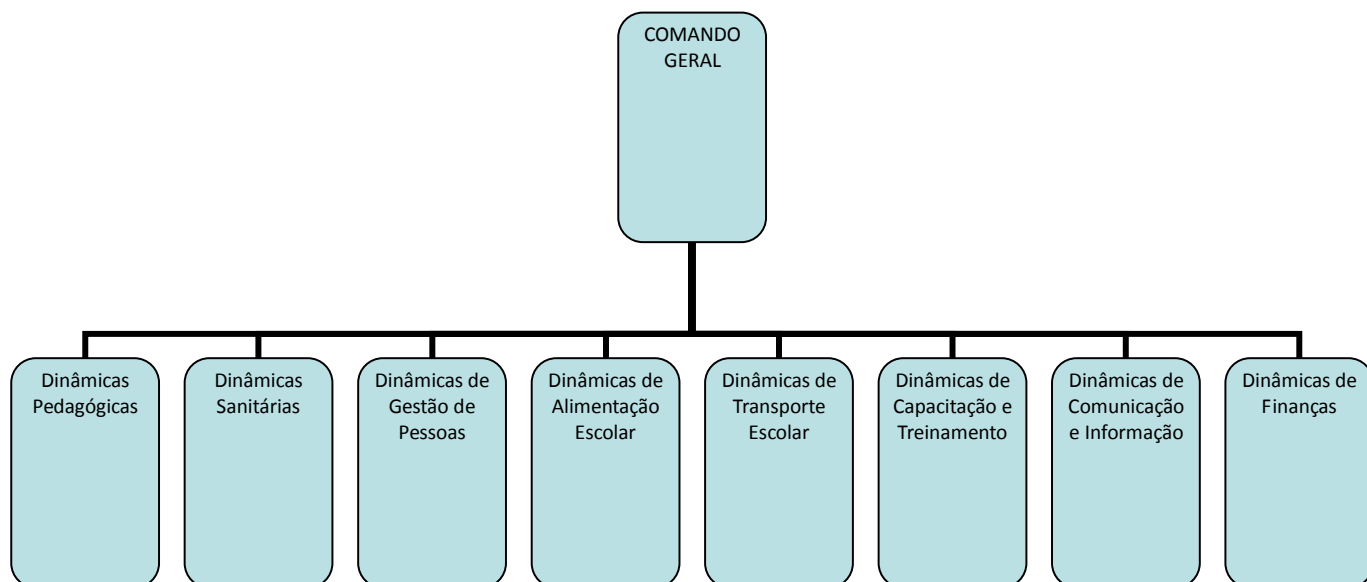 COMANDO
GERAL
Dinâmicas
Pedagógicas
Dinâmicas
Sanitárias
Dinâmicas de
Gestão de
Pessoas
Dinâmicas de
Alimentação
Escolar
Dinâmicas de
Transporte
Escolar
Dinâmicas de
Capacitação e
Treinamento
Dinâmicas de
Comunicação
e Informação
Dinâmicas de
Finanças